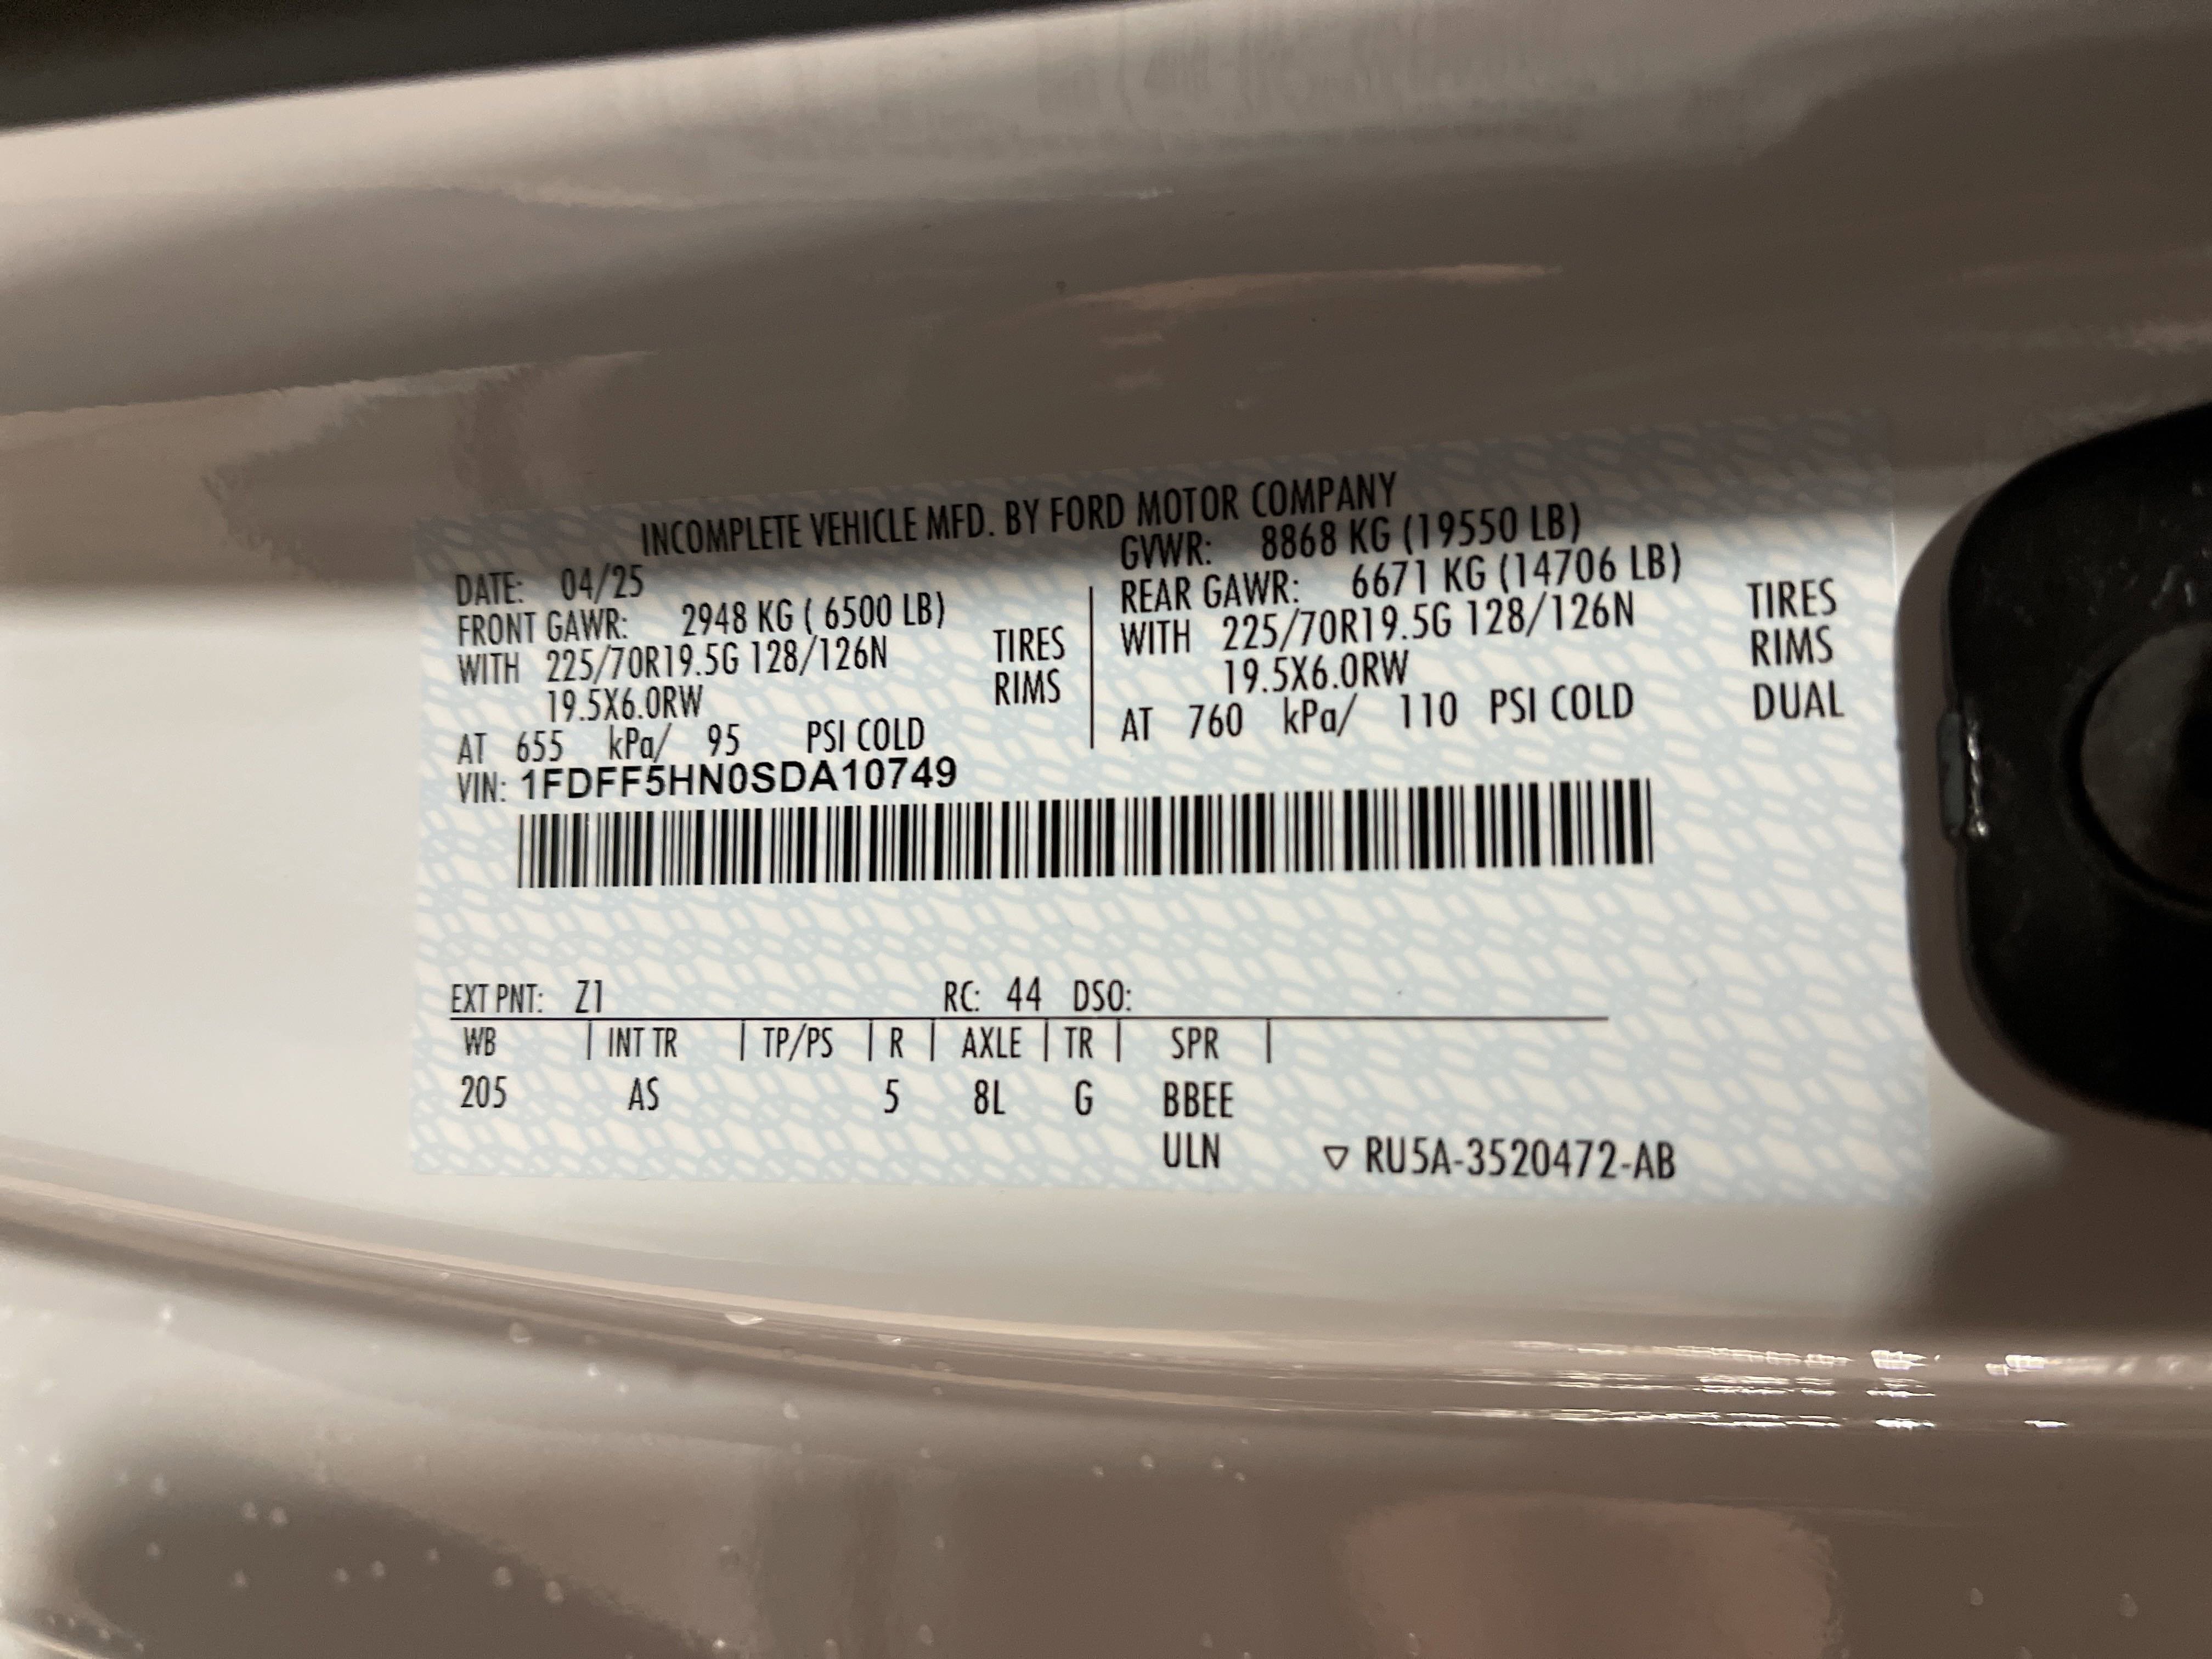 INCOMPLETE VEHICLE MFD. BY FORD MOTOR COMPANY
DATE: 04/25 GVWR: 8868 KG (19550 LB)
FRONT GAWR: 2948 KG ( 6500 LB) REAR GAWR: 6671 KG (14706 LB)
WITH 225/70R19.5G 128/126N TIRES WITH 225/70R19.5G 128/126N TIRES
19.5X6.0RW RIMS 19.5X6.0RW RIMS
AT 655 kPa/ 95 PSI COLD AT 760 kPa/ 110 PSI COLD DUAL
VIN: 1FDFF5HN0SDA10749
EXT PNT: Z1 RC: 44 DSO:
WB | INT TR | TP/PS | R | AXLE | TR | SPR |
205 AS 5 8L G BBEE
ULN ▽ RU5A-3520472-AB